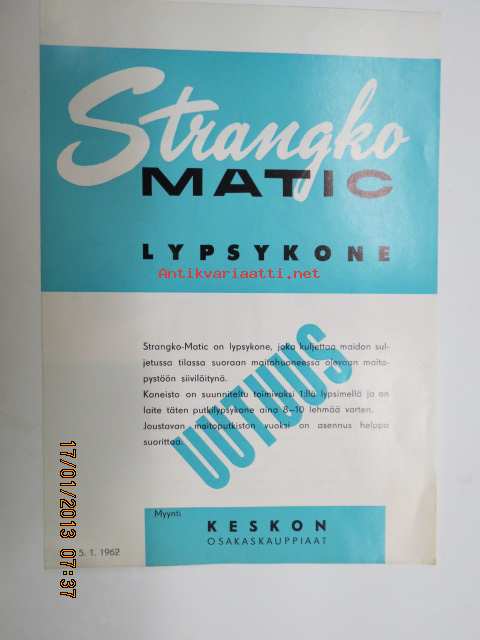 Strangko
MATIC
LYPSYKONE
Antikvariaatti.net
Strangko-Matic on lypsykone, joka kuljettaa maidon sul-
jetussa tilassa suoraan maitohuoneessa olevaan maito-
pystöön siivilöitynä.
Koneisto on suunniteltu toimivaksi 1:llä lypsimellä ja on
laite täten putkilypsykone aina 8–10 lehmää varten.
Joustavan maitoputkiston vuoksi on asennus helppo
suorittaa.
UUTUUS
Myynti
KESKON
OSAKASKAUPPIAAT
5. 1. 1962
17/01/2013 07:37